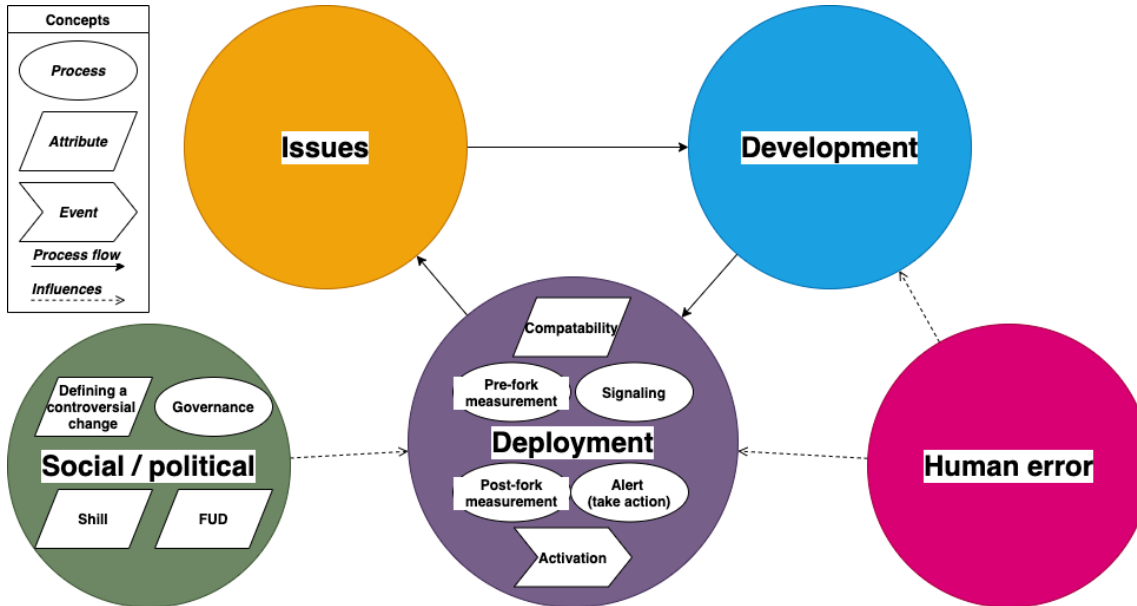 Concepts
Process
Attribute
Event
Process flow
Influences
Issues
Development
Compatability
Pre-fork
measurement
Signaling
Deployment
Post-fork
measurement
Alert
(take action)
Activation
Defining a
controversial
change
Governance
Social / political
Shill
FUD
Human error